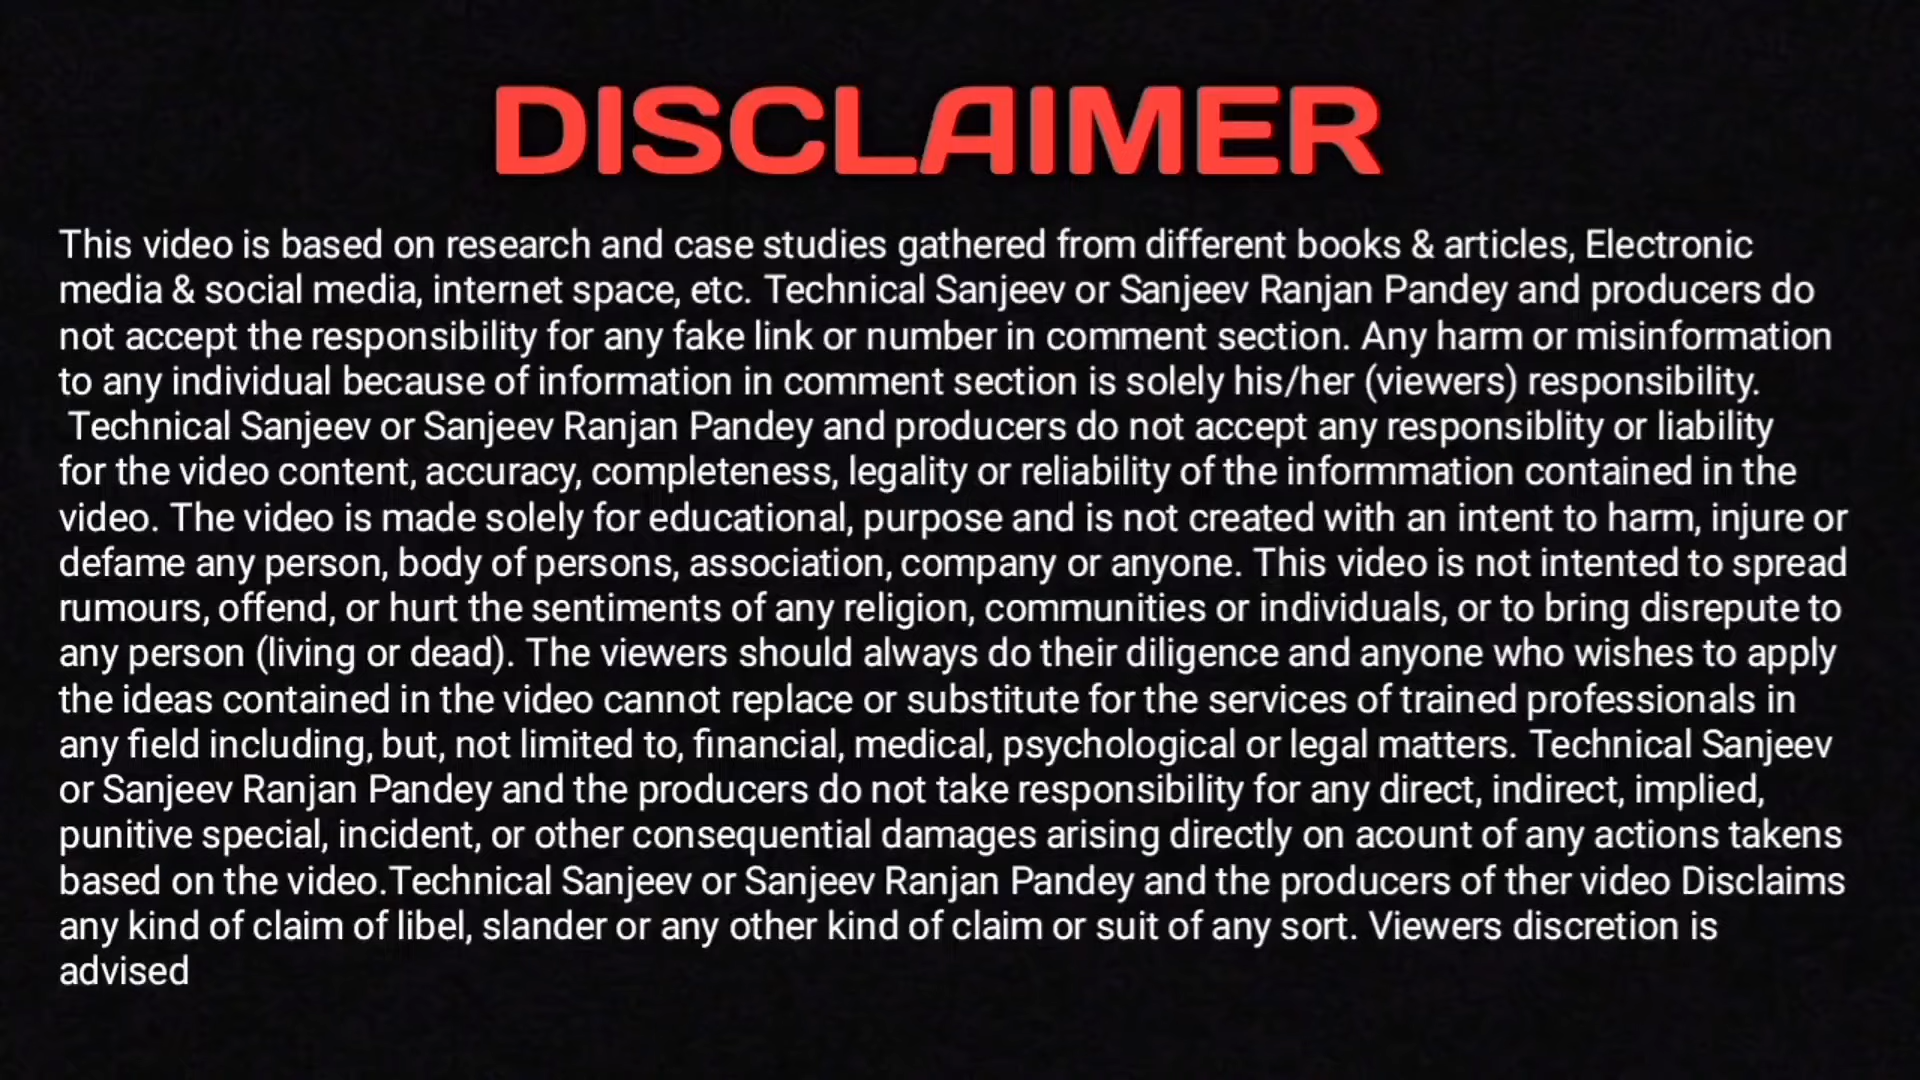 DISCLAIMER
This video is based on research and case studies gathered from different books & articles, Electronic
media & social media, internet space, etc. Technical Sanjeev or Sanjeev Ranjan Pandey and producers do
not accept the responsibility for any fake link or number in comment section. Any harm or misinformation
to any individual because of information in comment section is solely his/her (viewers) responsibility.
Technical Sanjeev or Sanjeev Ranjan Pandey and producers do not accept any responsiblity or liability
for the video content, accuracy, completeness, legality or reliability of the informmation contained in the
video. The video is made solely for educational, purpose and is not created with an intent to harm, injure or
defame any person, body of persons, association, company or anyone. This video is not intented to spread
rumours, offend, or hurt the sentiments of any religion, communities or individuals, or to bring disrepute to
any person (living or dead). The viewers should always do their diligence and anyone who wishes to apply
the ideas contained in the video cannot replace or substitute for the services of trained professionals in
any field including, but, not limited to, financial, medical, psychological or legal matters. Technical Sanjeev
or Sanjeev Ranjan Pandey and the producers do not take responsibility for any direct, indirect, implied,
punitive special, incident, or other consequential damages arising directly on acount of any actions takens
based on the video.Technical Sanjeev or Sanjeev Ranjan Pandey and the producers of ther video Disclaims
any kind of claim of libel, slander or any other kind of claim or suit of any sort. Viewers discretion is
advised